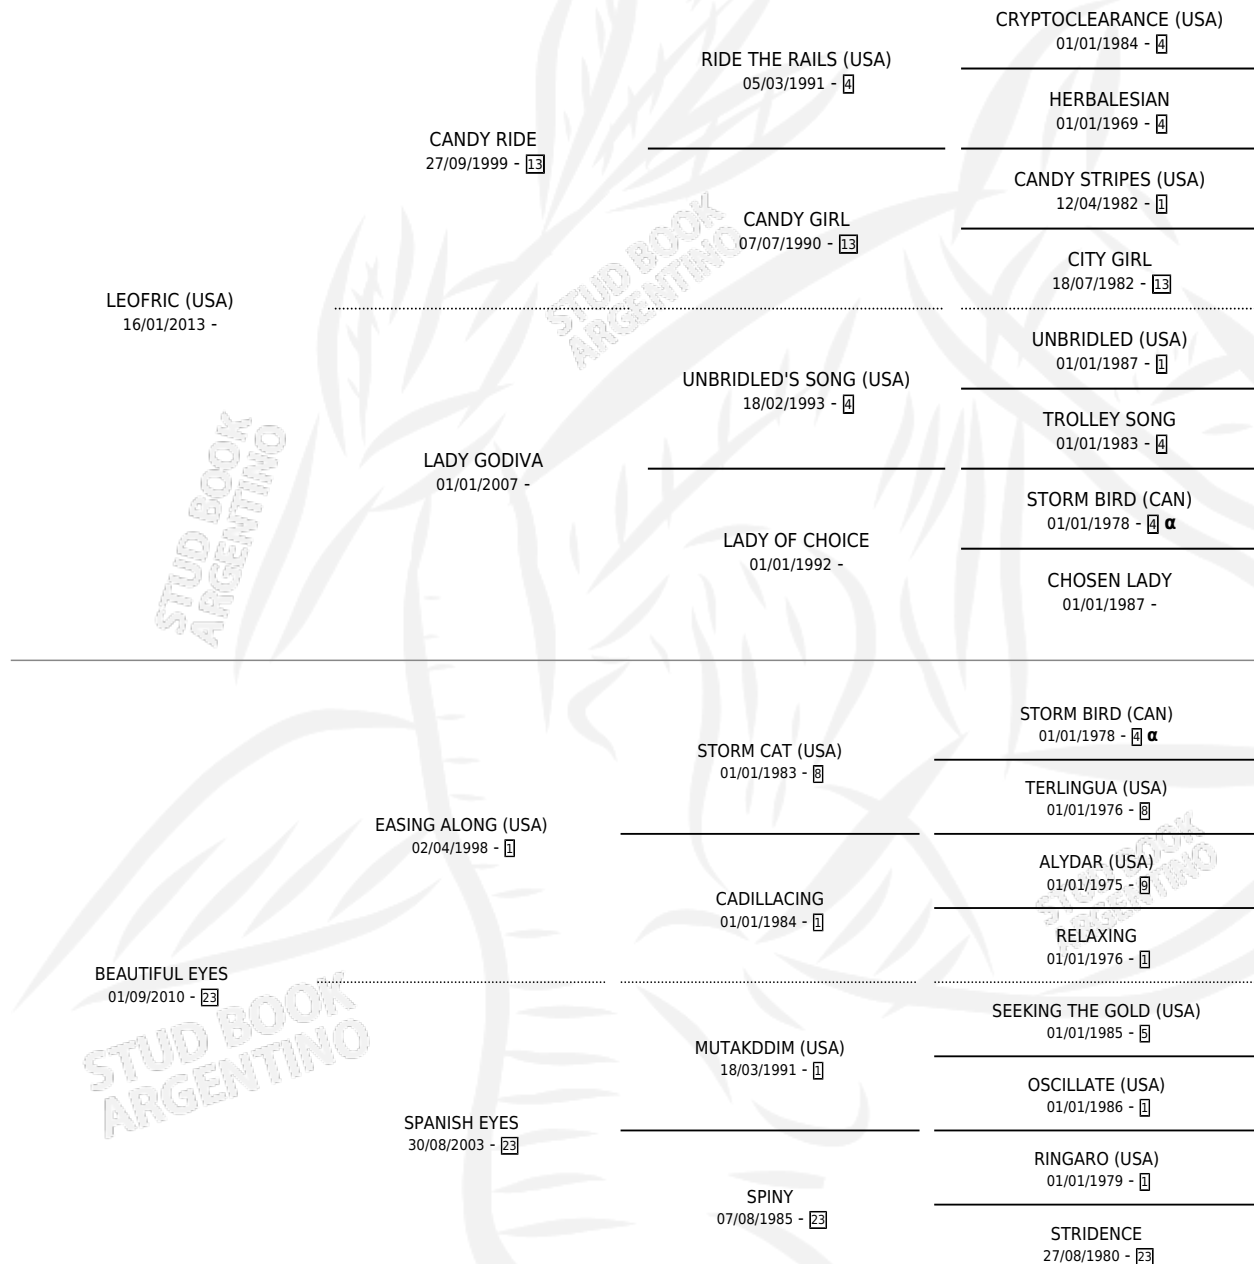 CRYPTOCLEARANCE (USA)
01/01/1984 - 4
RIDE THE RAILS (USA)
05/03/1991 - 4
HERBALESIAN
01/01/1969 - 4
CANDY RIDE
27/09/1999 - 13
CANDY STRIPES (USA)
12/04/1982 - 1
CANDY GIRL
07/07/1990 - 13
CITY GIRL
18/07/1982 - 13
LEOFRIC (USA)
16/01/2013 -
UNBRIDLED (USA)
01/01/1987 - 1
UNBRIDLED'S SONG (USA)
18/02/1993 - 4
TROLLEY SONG
01/01/1983 - 4
LADY GODIVA
01/01/2007 -
STORM BIRD (CAN)
01/01/1978 - 4 α
LADY OF CHOICE
01/01/1992 -
CHOSEN LADY
01/01/1987 -
STORM BIRD (CAN)
01/01/1978 - 4 α
STORM CAT (USA)
01/01/1983 - 8
TERLINGUA (USA)
01/01/1976 - 8
EASING ALONG (USA)
02/04/1998 - 1
ALYDAR (USA)
01/01/1975 - 9
CADILLACING
01/01/1984 - 1
RELAXING
01/01/1976 - 1
BEAUTIFUL EYES
01/09/2010 - 23
SEEKING THE GOLD (USA)
01/01/1985 - 5
MUTAKDDIM (USA)
18/03/1991 - 1
OSCILLATE (USA)
01/01/1986 - 1
SPANISH EYES
30/08/2003 - 23
RINGARO (USA)
01/01/1979 - 1
SPINY
07/08/1985 - 23
STRIDENCE
27/08/1980 - 23
STUD BOOK
ARGENTINO
STUD BOOK
ARGENTINO
STUD BOOK
ARGENTINO
STUD BOOK
ARGENTINO